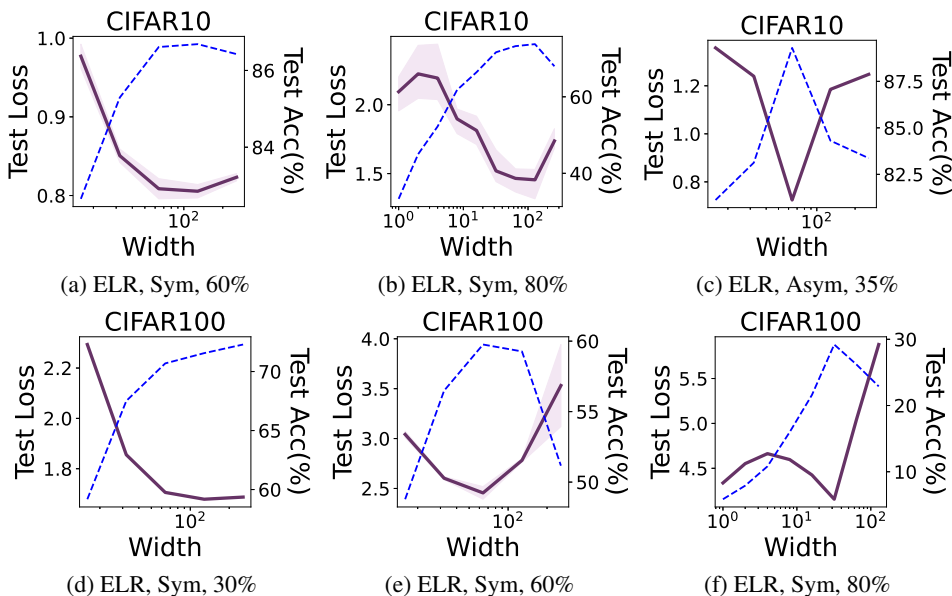 CIFAR10
CIFAR10
CIFAR10
Test Loss
1.0
0.9
0.8
10²
Width
86
84
Test Acc(%)
Test Loss
2.0
1.5
10⁰
10¹
10²
Width
60
40
Test Acc(%)
Test Loss
1.2
1.0
0.8
10²
Width
87.5
85.0
82.5
Test Acc(%)
(a) ELR, Sym, 60%
(b) ELR, Sym, 80%
(c) ELR, Asym, 35%
CIFAR100
CIFAR100
CIFAR100
Test Loss
2.2
2.0
1.8
10²
Width
70
65
60
Test Acc(%)
Test Loss
4.0
3.5
3.0
2.5
10²
Width
60
55
50
Test Acc(%)
Test Loss
5.5
4.5
10⁰
10¹
10²
Width
30
20
10
Test Acc(%)
(d) ELR, Sym, 30%
(e) ELR, Sym, 60%
(f) ELR, Sym, 80%